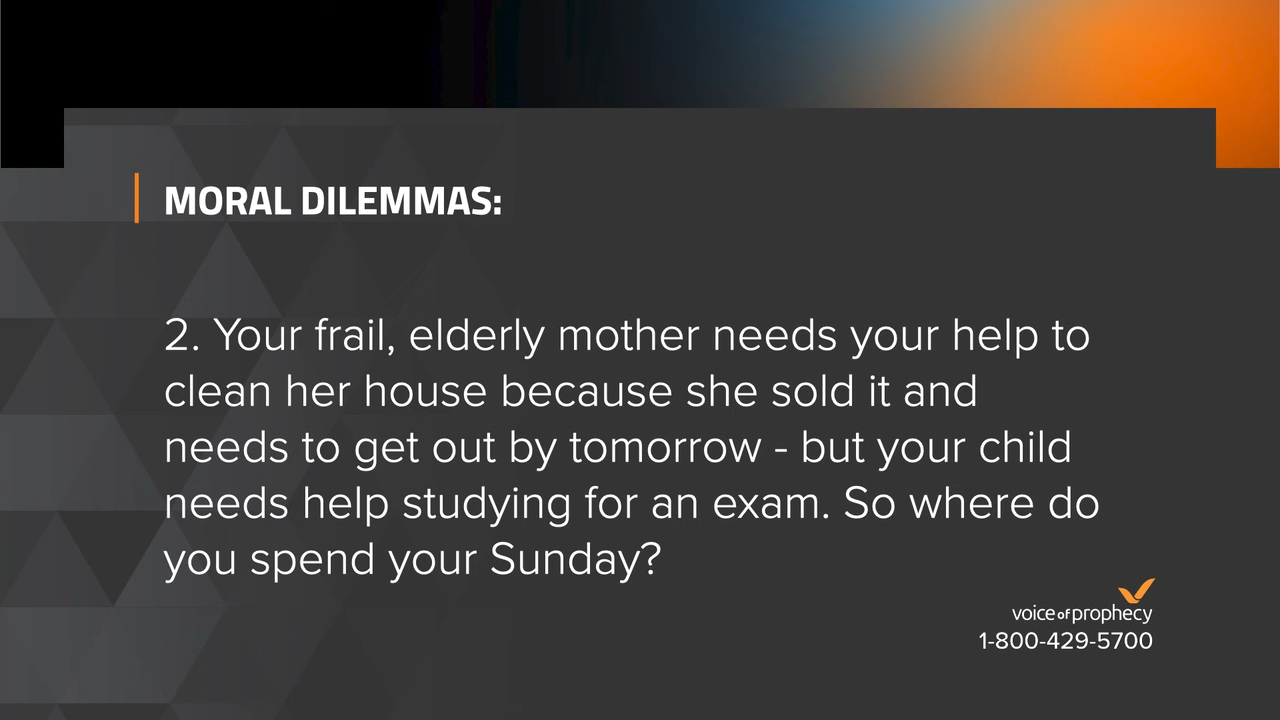 MORAL DILEMMAS:
2. Your frail, elderly mother needs your help to
clean her house because she sold it and
needs to get out by tomorrow - but your child
needs help studying for an exam. So where do
you spend your Sunday?
voice of prophecy
1-800-429-5700